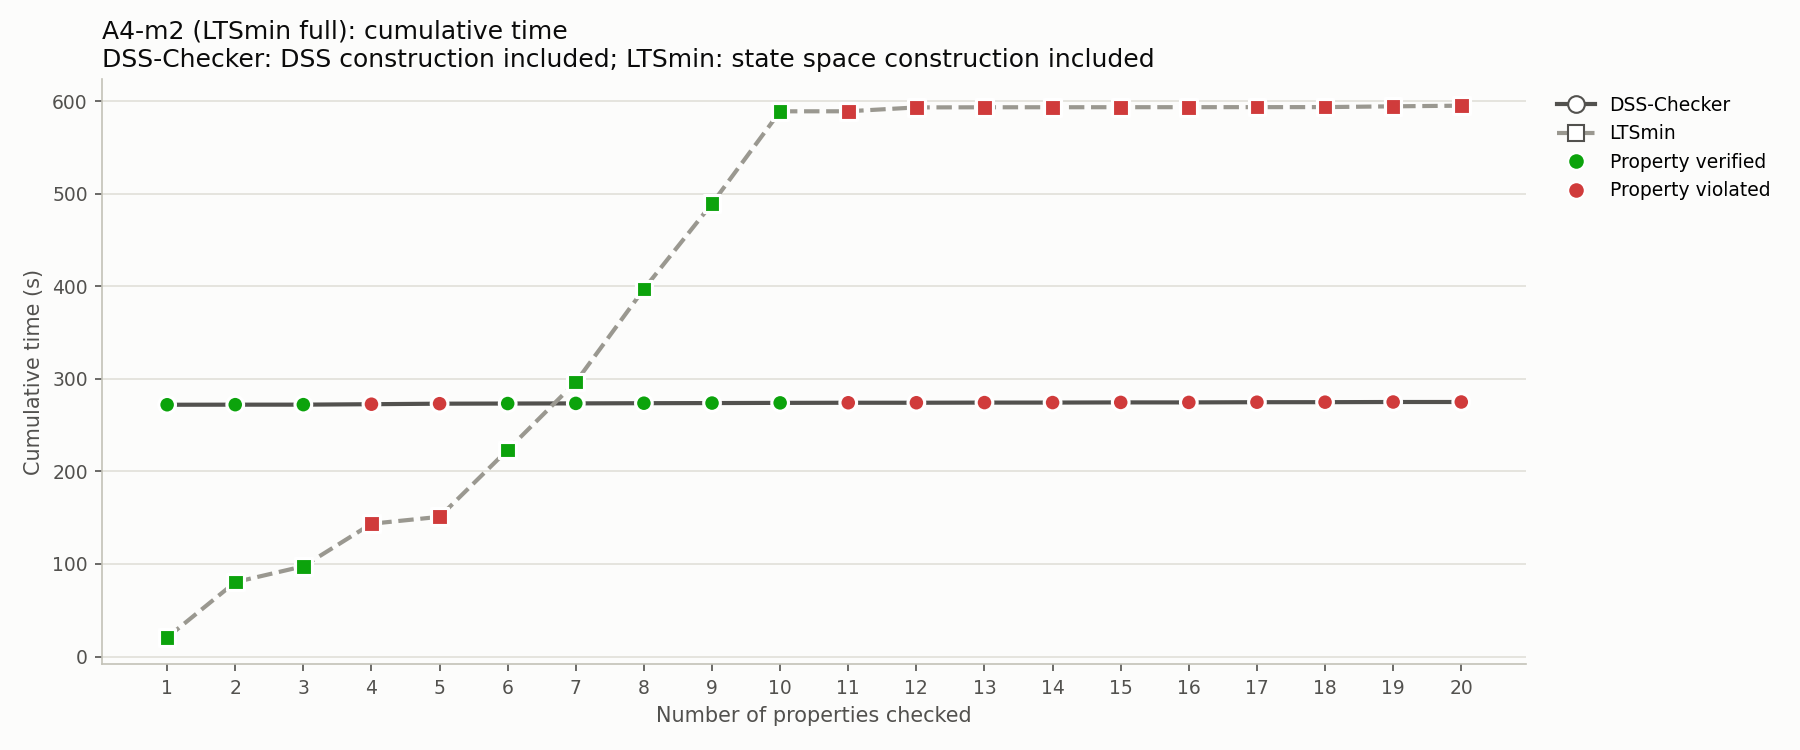 A4-m2 (LTSmin full): cumulative time
DSS-Checker: DSS construction included; LTSmin: state space construction included
DSS-Checker
LTSmin
Property verified
Property violated
Cumulative time (s)
600
500
400
300
200
100
0
1 2 3 4 5 6 7 8 9 10 11 12 13 14 15 16 17 18 19 20
Number of properties checked